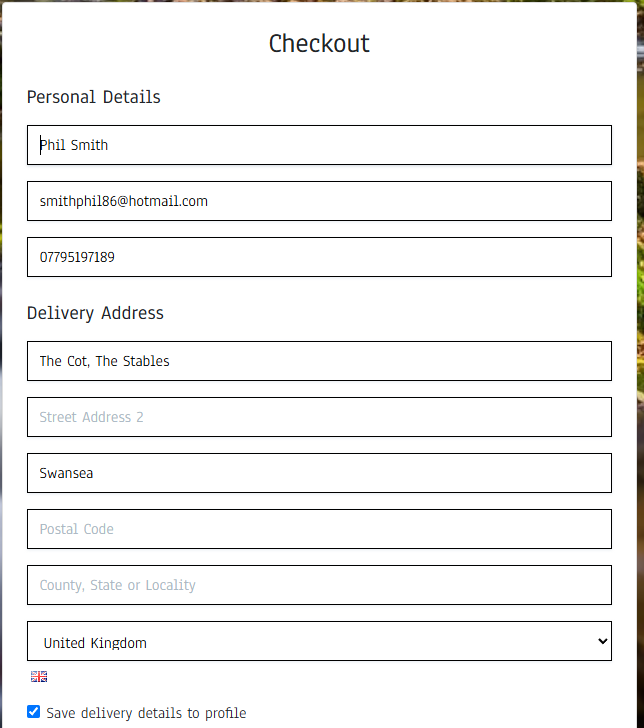 Checkout
Personal Details
Phil Smith
smithphil86@hotmail.com
07795197189
Delivery Address
The Cot, The Stables
Street Address 2
Swansea
Postal Code
County, State or Locality
United Kingdom
Save delivery details to profile